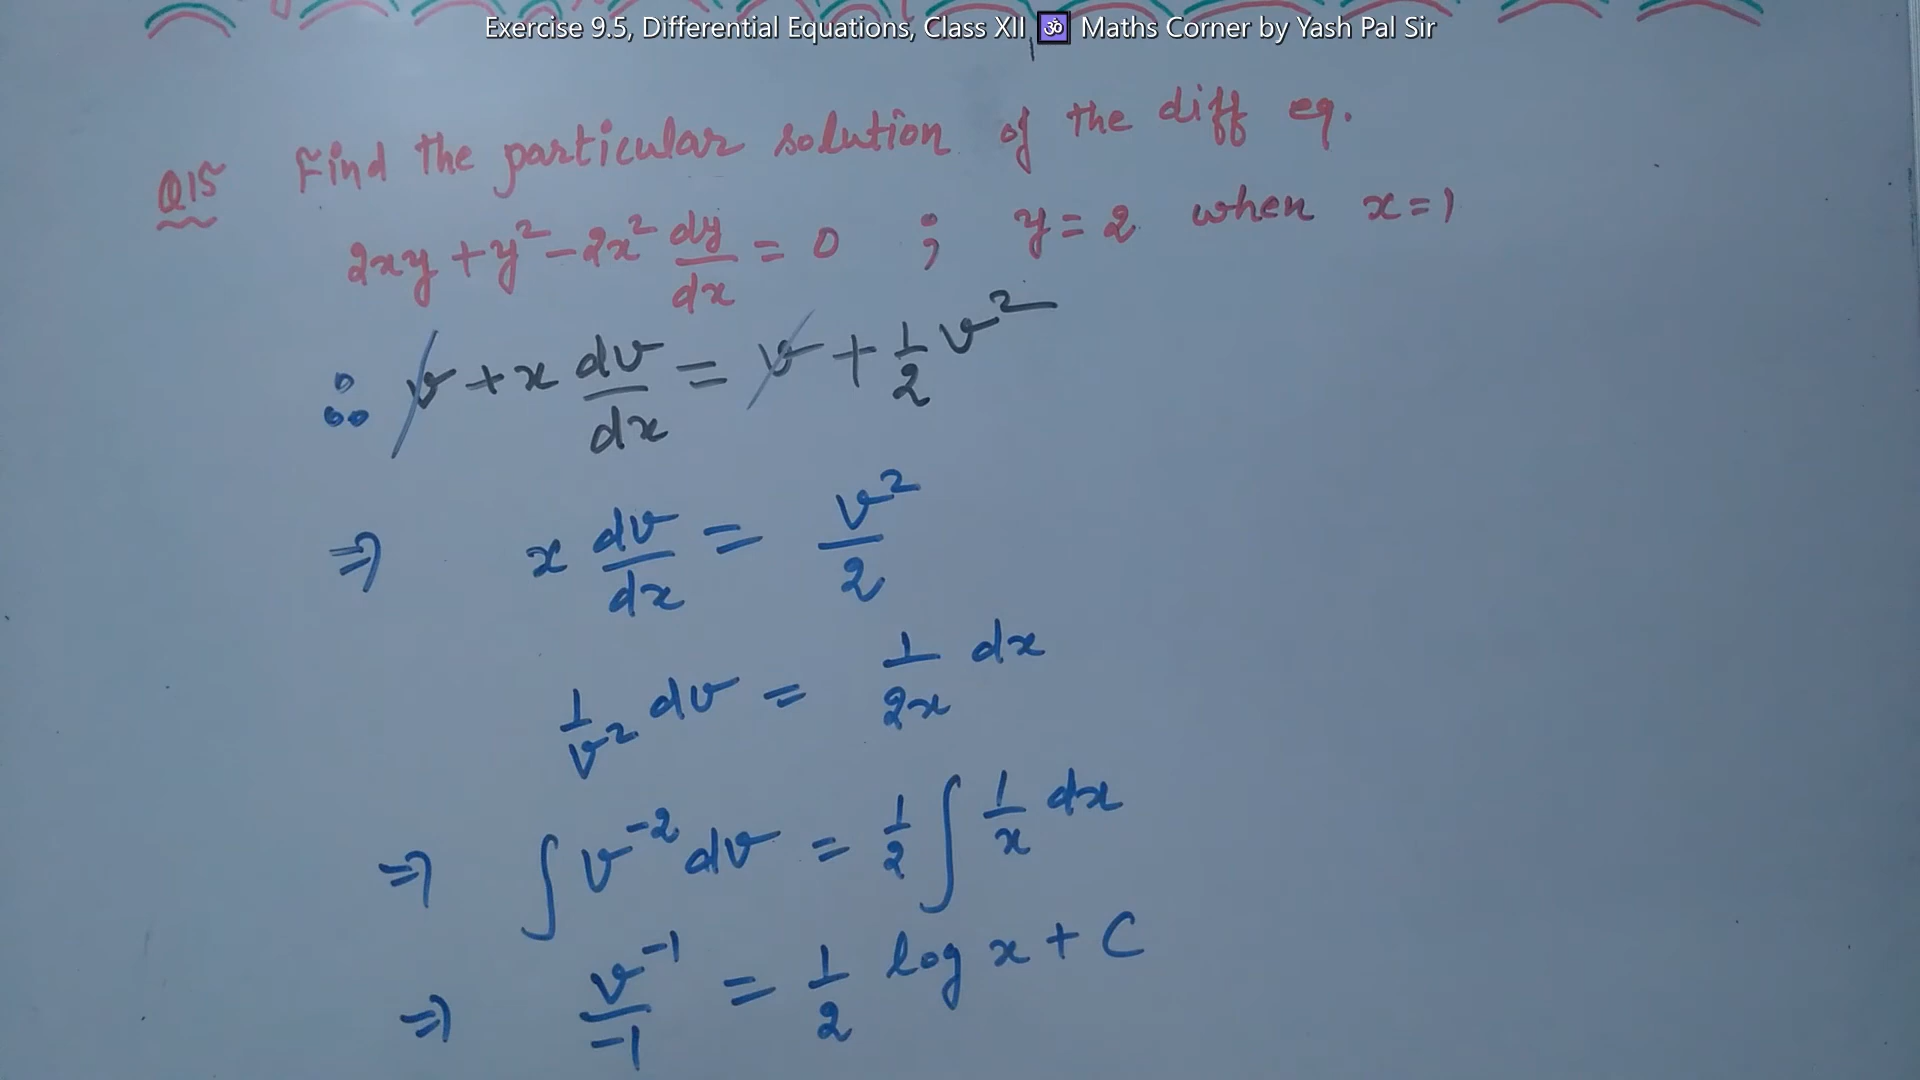 Exercise 9.5, Differential Equations, Class XII 🕉 Maths Corner by Yash Pal Sir
Q15 Find the particular solution of the diff eq.
2xy + y² - 2x² dy/dx = 0 ; y = 2 when x = 1
∴ v + x dv/dx = v + 1/2 v²
⇒ x dv/dx = v²/2
1/v² dv = 1/2x dx
⇒ ∫ v⁻² dv = 1/2 ∫ 1/x dx
⇒ v⁻¹/-1 = 1/2 log x + C